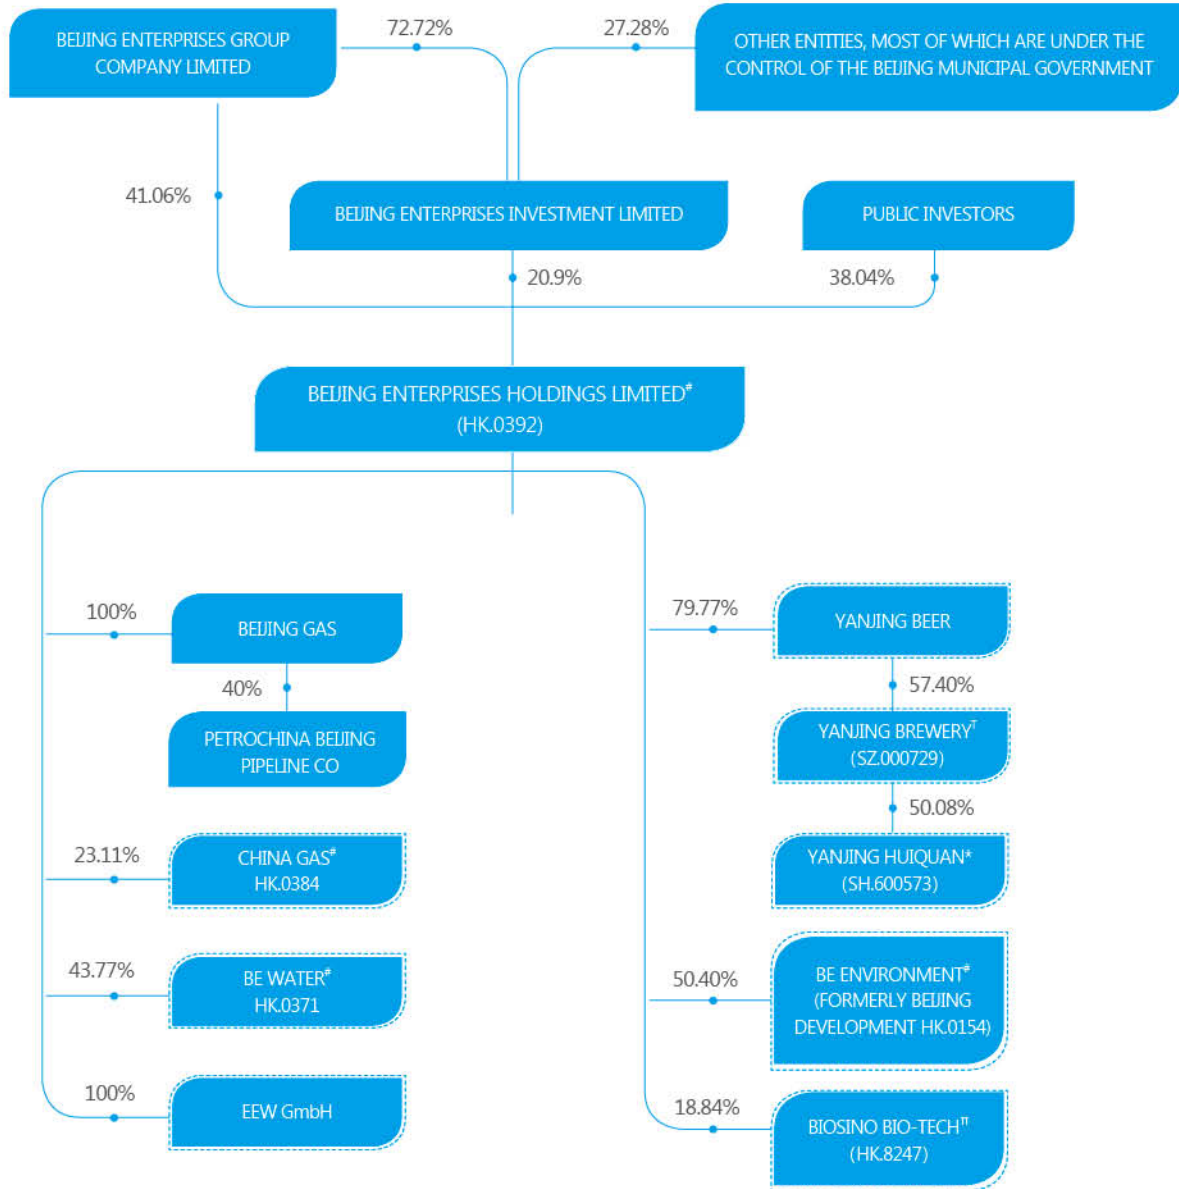 BEIJING ENTERPRISES GROUP
COMPANY LIMITED
72.72%
27.28%
OTHER ENTITIES, MOST OF WHICH ARE UNDER THE
CONTROL OF THE BEIJING MUNICIPAL GOVERNMENT
41.06%
BEIJING ENTERPRISES INVESTMENT LIMITED
PUBLIC INVESTORS
20.9%
38.04%
BEIJING ENTERPRISES HOLDINGS LIMITED#
(HK.0392)
100%
BEIJING GAS
40%
PETROCHINA BEIJING
PIPELINE CO
23.11%
CHINA GAS#
HK.0384
43.77%
BE WATER#
HK.0371
100%
EEW GmbH
79.77%
YANJING BEER
57.40%
YANJING BREWERYT
(SZ.000729)
50.08%
YANJING HUIQUAN*
(SH.600573)
50.40%
BE ENVIRONMENT#
(FORMERLY BEIJING
DEVELOPMENT HK.0154)
18.84%
BIOSINO BIO-TECHπ
(HK.8247)